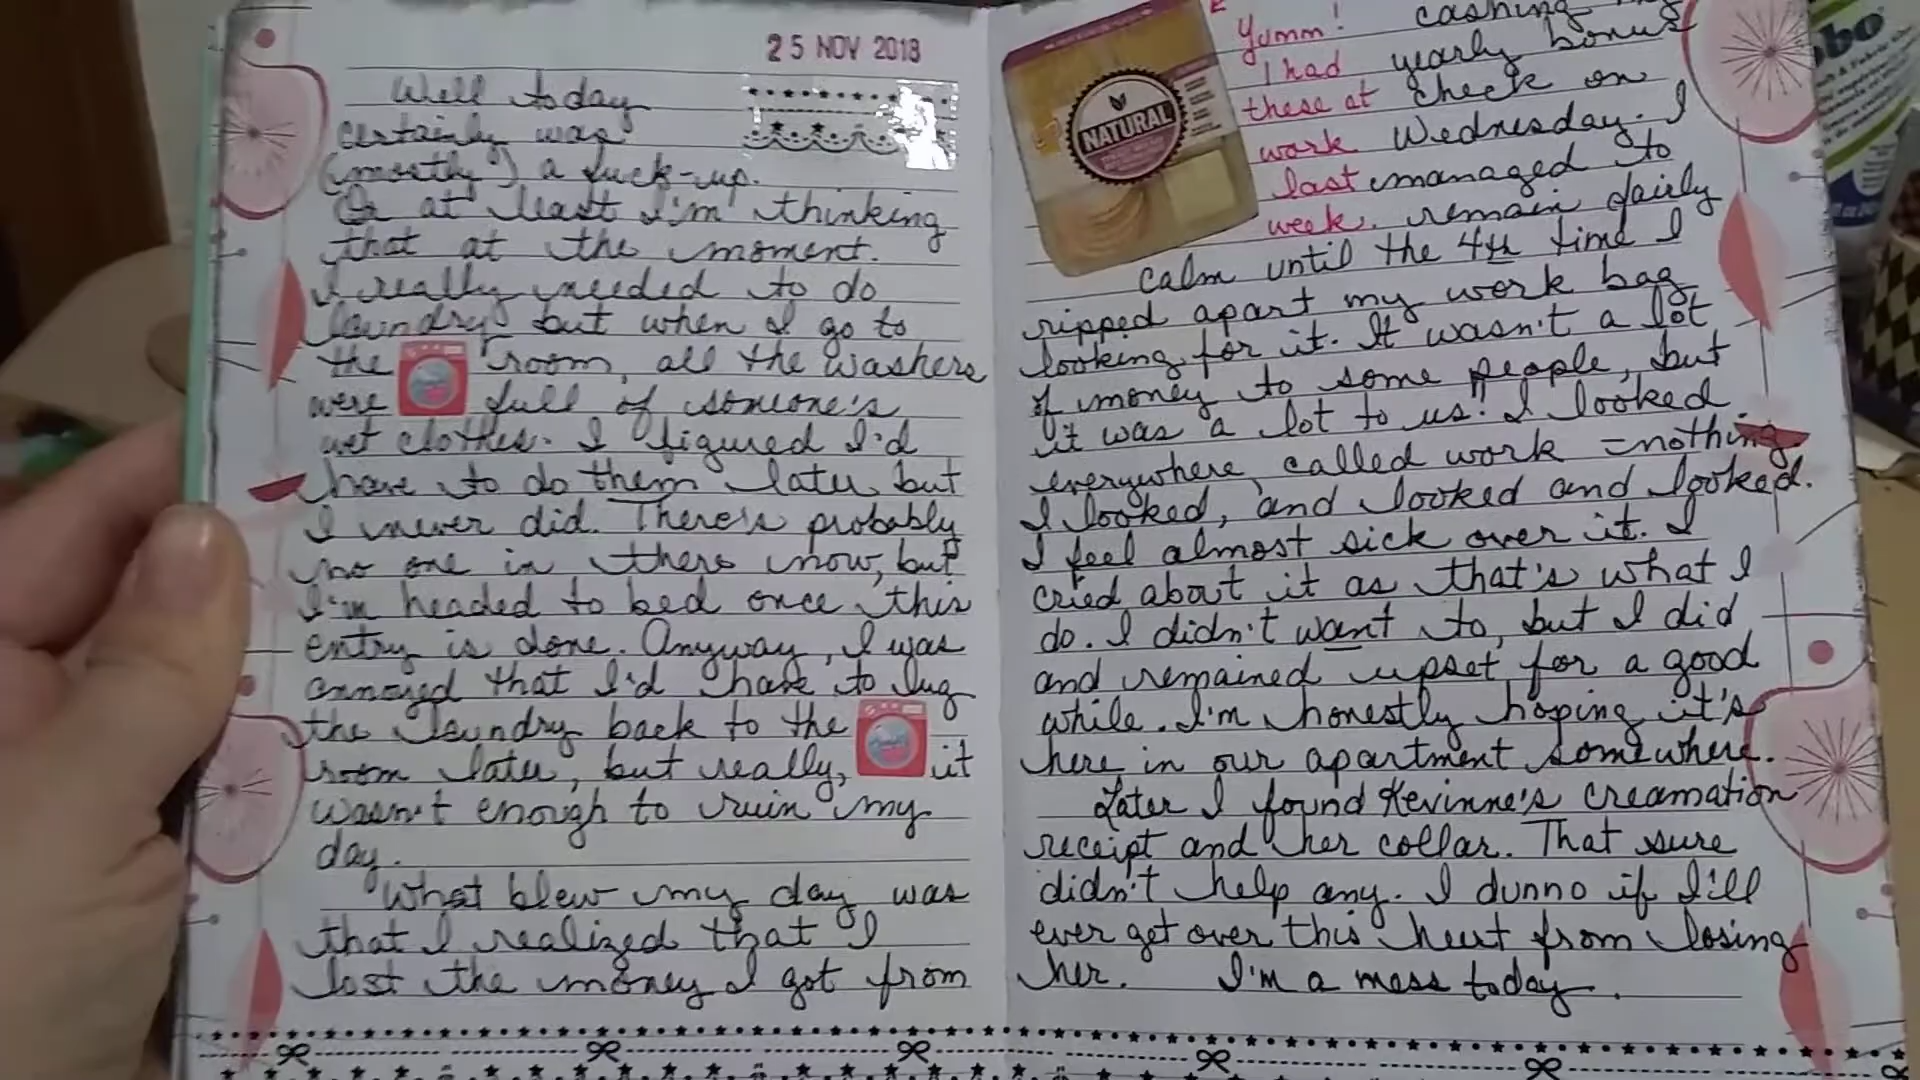 25 NOV 2018
Well today
certainly was
(mostly) a fuck-up.
Or at least I'm thinking
that at the moment.
I really needed to do
laundry but when I go to
the room, all the washers
were full of someone's
wet clothes. I figured I'd
have to do them later but
I never did. There's probably
no one in there now, but
I'm headed to bed once this
entry is done. Anyway, I was
annoyed that I'd have to lug
the laundry back to the
room later, but really, it
wasn't enough to ruin my
day.
What blew my day was
that I realized that I
lost the money I got from
NATURAL
Yumm!
I had
these at
work
last
week.
cashing
yearly bonus
check on
Wednesday. I
managed to
remain fairly
calm until the 4th time I
ripped apart my work bag
looking for it. It wasn't a lot
of money to some people, but
it was a lot to us! I looked
everywhere, called work = nothing.
I looked, and looked and looked.
I feel almost sick over it. I
cried about it as that's what I
do. I didn't want to, but I did
and remained upset for a good
while. I'm honestly hoping it's
here in our apartment somewhere.
Later I found Kevinne's creamation
receipt and her collar. That sure
didn't help any. I dunno if I'll
ever get over this hurt from losing
her. I'm a mess today.